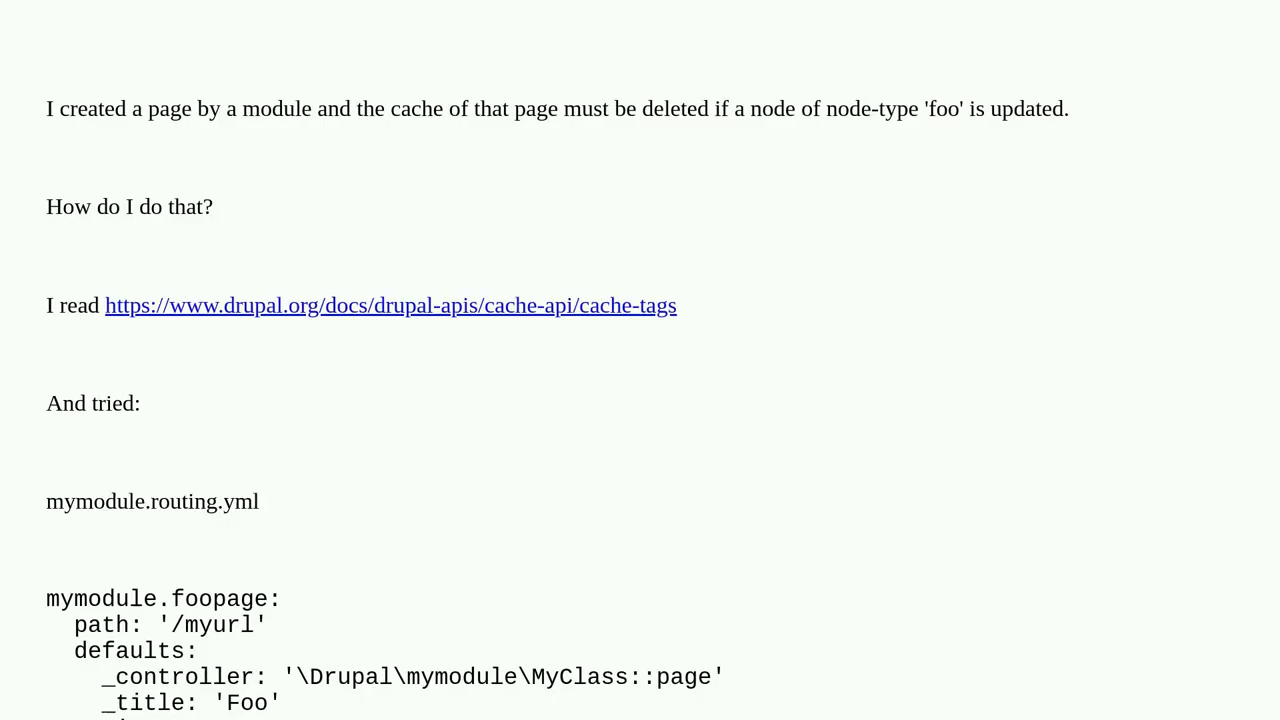 I created a page by a module and the cache of that page must be deleted if a node of node-type 'foo' is updated.
How do I do that?
I read https://www.drupal.org/docs/drupal-apis/cache-api/cache-tags
And tried:
mymodule.routing.yml
mymodule.foopage:
  path: '/myurl'
  defaults:
    _controller: '\Drupal\mymodule\MyClass::page'
    _title: 'Foo'